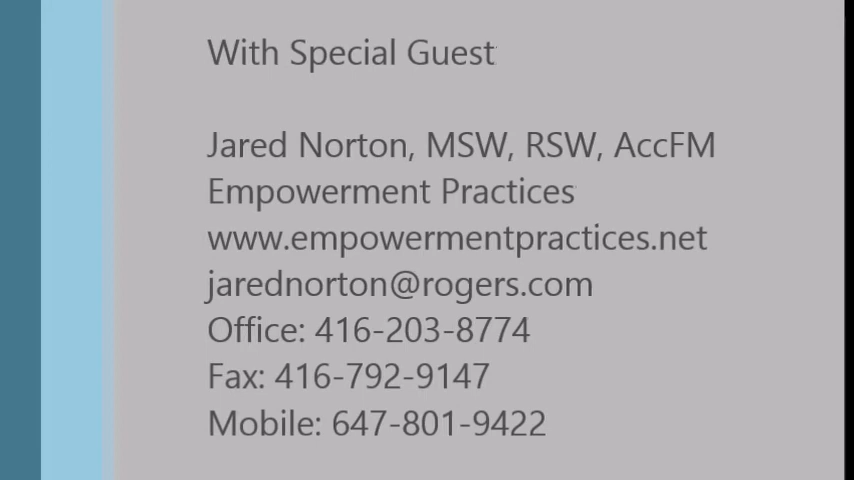 With Special Guest
Jared Norton, MSW, RSW, AccFM
Empowerment Practices
www.empowermentpractices.net
jarednorton@rogers.com
Office: 416-203-8774
Fax: 416-792-9147
Mobile: 647-801-9422